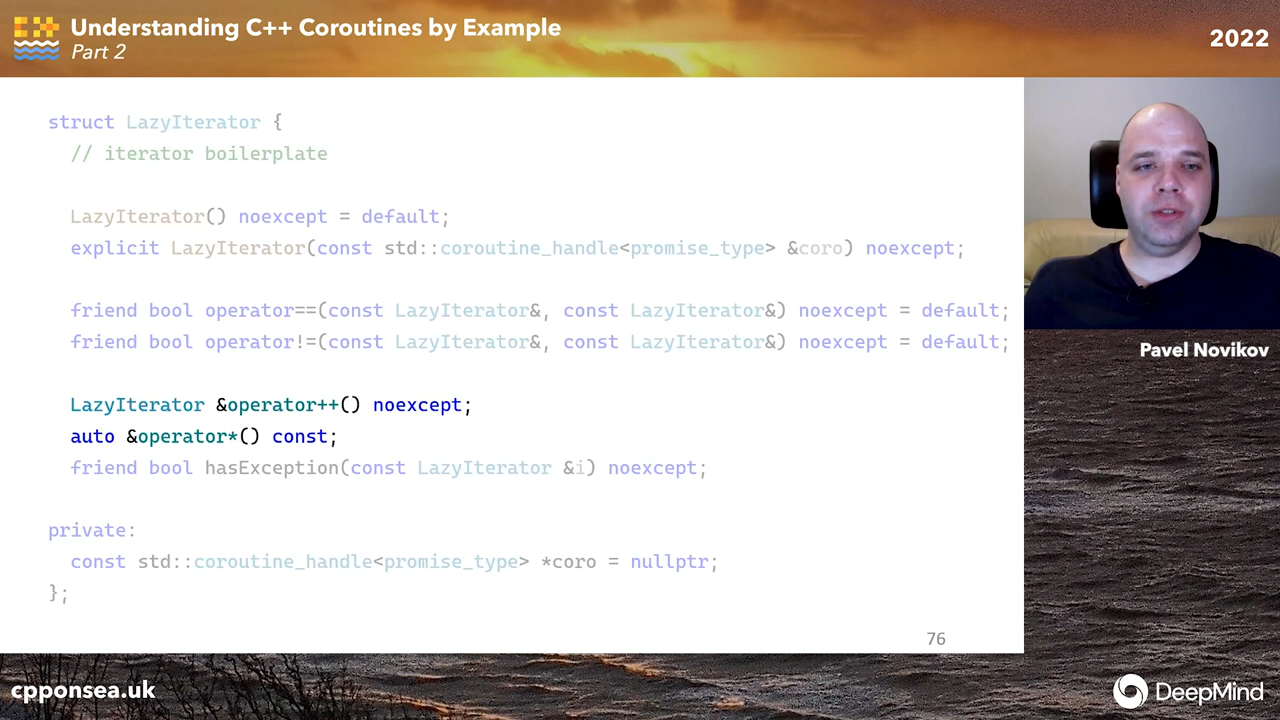 Understanding C++ Coroutines by Example
Part 2
2022
struct LazyIterator {
// iterator boilerplate
LazyIterator() noexcept = default;
explicit LazyIterator(const std::coroutine_handle<promise_type> &coro) noexcept;
friend bool operator==(const LazyIterator&, const LazyIterator&) noexcept = default;
friend bool operator!=(const LazyIterator&, const LazyIterator&) noexcept = default;
LazyIterator &operator++() noexcept;
auto &operator*() const;
friend bool hasException(const LazyIterator &i) noexcept;
private:
const std::coroutine_handle<promise_type> *coro = nullptr;
};
76
Pavel Novikov
cpponsea.uk
DeepMind